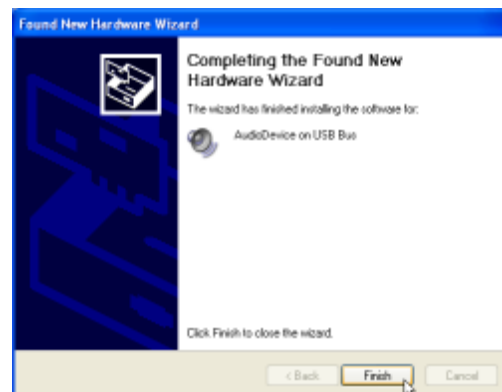 Found New Hardware Wizard
Completing the Found New
Hardware Wizard
The wizard has finished installing the software for:
AudioDevice on USB Bus
Click Finish to close the wizard.
< Back
Finish
Cancel